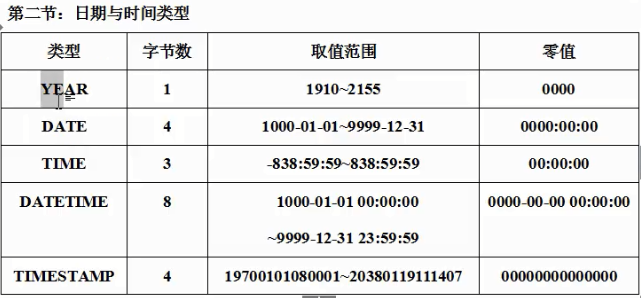 第二节：日期与时间类型
类型 字节数 取值范围 零值
YEAR 1 1910~2155 0000
DATE 4 1000-01-01~9999-12-31 0000:00:00
TIME 3 -838:59:59~838:59:59 00:00:00
DATETIME 8 1000-01-01 00:00:00 0000-00-00 00:00:00
~9999-12-31 23:59:59
TIMESTAMP 4 19700101080001~20380119111407 00000000000000